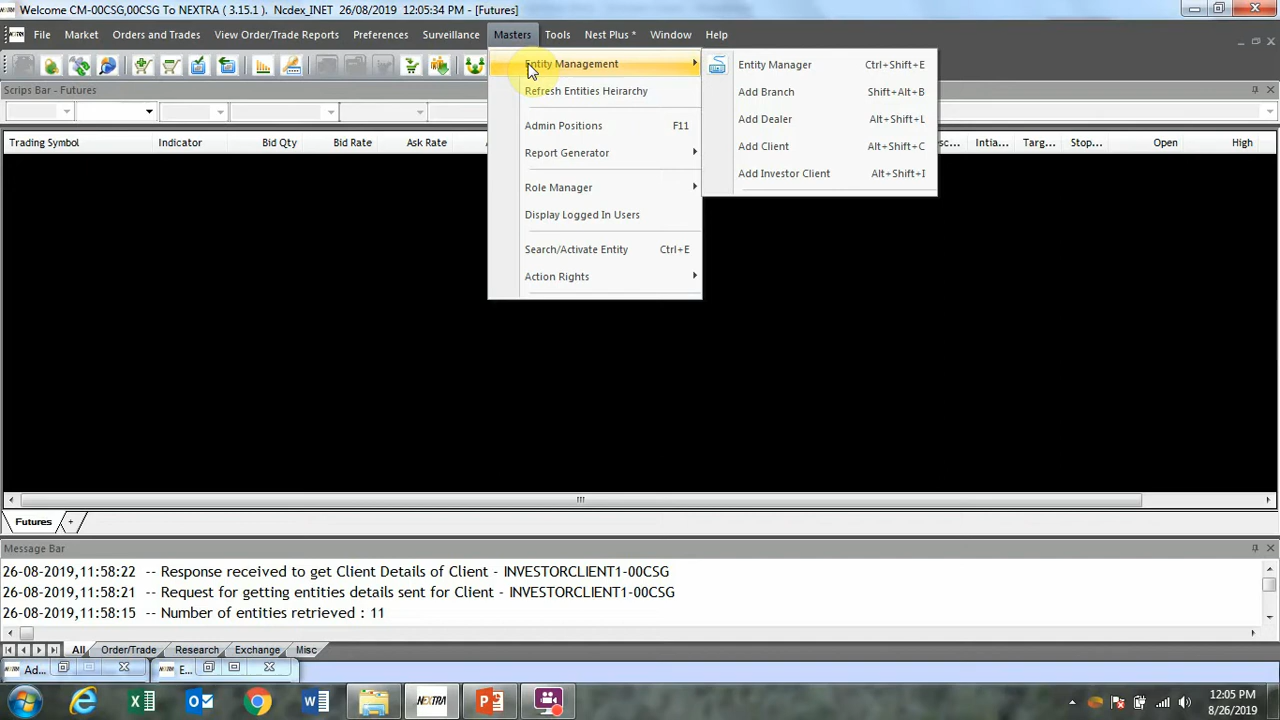 Welcome CM-00CSG,00CSG To NEXTRA ( 3.15.1 ). Ncdex_INET 26/08/2019 12:05:34 PM - [Futures]
File Market Orders and Trades View Order/Trade Reports Preferences Surveillance Masters Tools Nest Plus * Window Help
Entity Management
Refresh Entities Heirarchy
Admin Positions F11
Report Generator
Role Manager
Display Logged In Users
Search/Activate Entity Ctrl+E
Action Rights
Entity Manager Ctrl+Shift+E
Add Branch Shift+Alt+B
Add Dealer Alt+Shift+L
Add Client Alt+Shift+C
Add Investor Client Alt+Shift+I
Scrips Bar - Futures
Trading Symbol Indicator Bid Qty Bid Rate Ask Rate Intia... Targ... Stop... Open High
Futures +
Message Bar
26-08-2019,11:58:22 -- Response received to get Client Details of Client - INVESTORCLIENT1-00CSG
26-08-2019,11:58:21 -- Request for getting entities details sent for Client - INVESTORCLIENT1-00CSG
26-08-2019,11:58:15 -- Number of entities retrieved : 11
All Order/Trade Research Exchange Misc
Ad... E...
NEXTRA
12:05 PM
8/26/2019